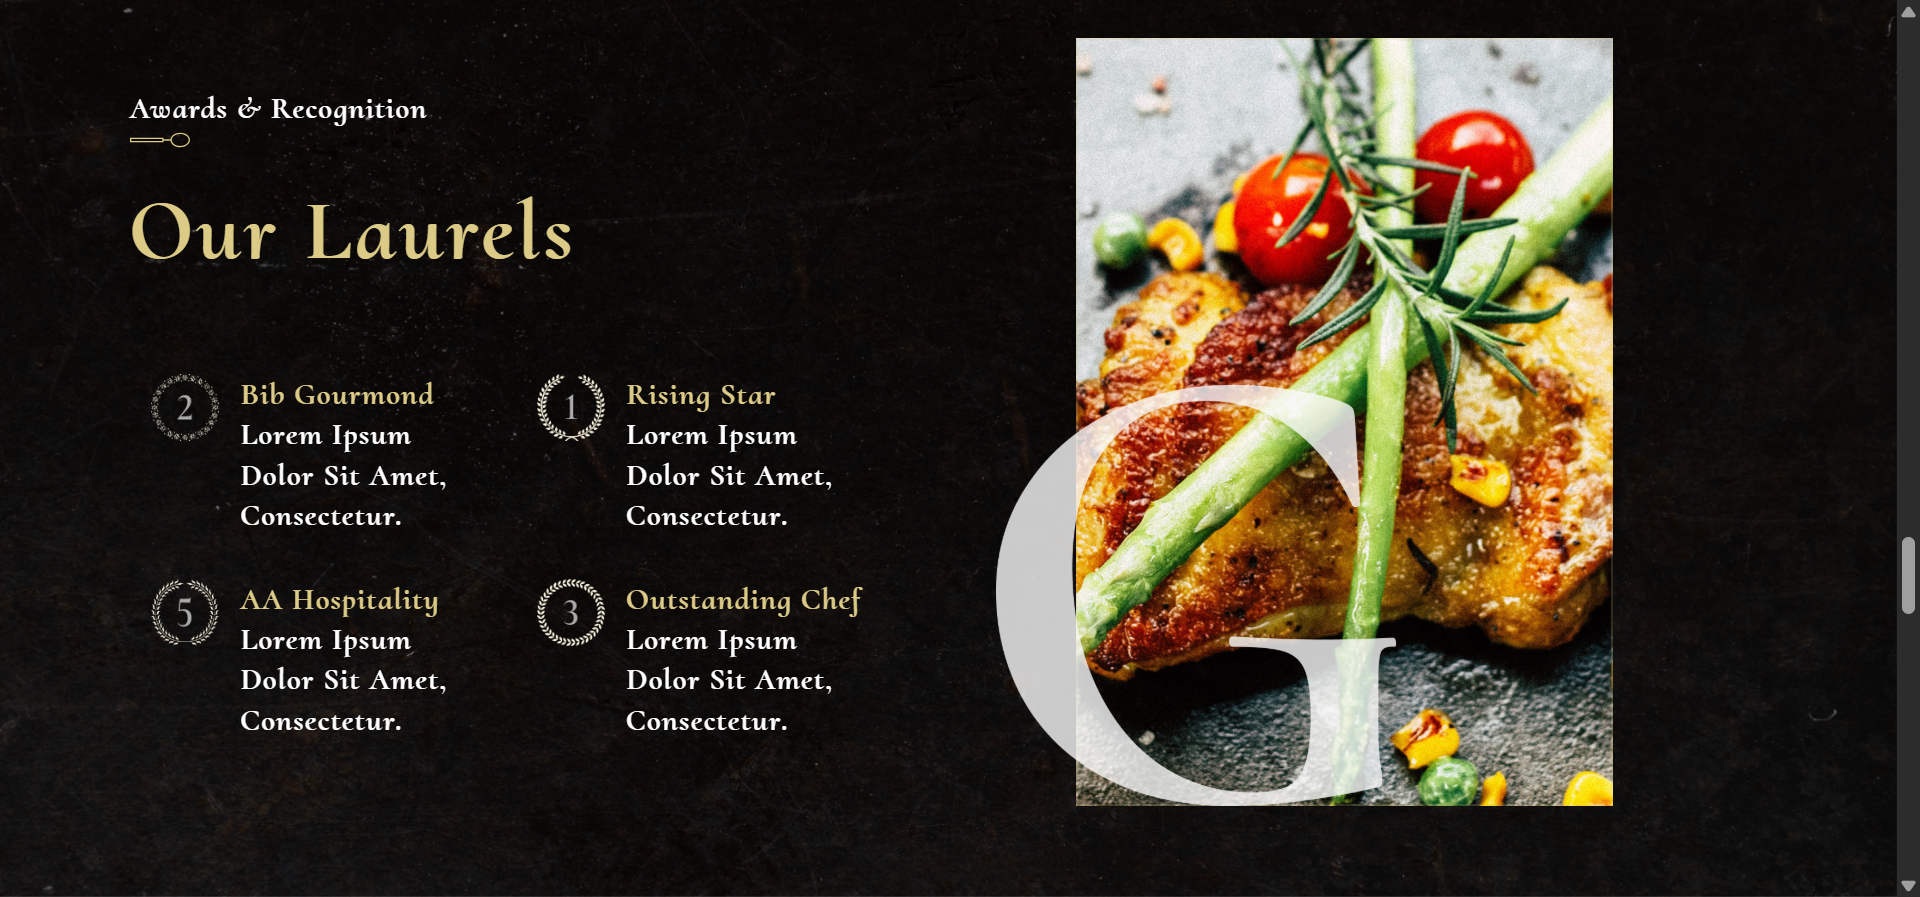 Awards & Recognition
Our Laurels
2
Bib Gourmond
Lorem Ipsum
Dolor Sit Amet,
Consectetur.
1
Rising Star
Lorem Ipsum
Dolor Sit Amet,
Consectetur.
5
AA Hospitality
Lorem Ipsum
Dolor Sit Amet,
Consectetur.
3
Outstanding Chef
Lorem Ipsum
Dolor Sit Amet,
Consectetur.
G